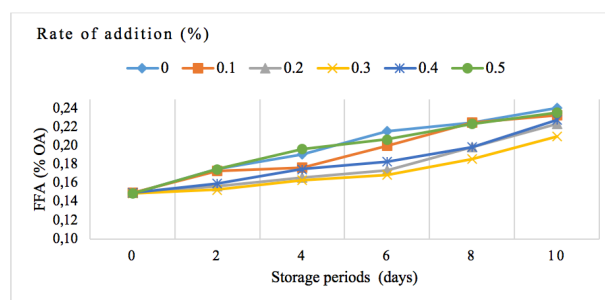 Rate of addition (%)
0 0.1 0.2 0.3 0.4 0.5
0,24
0,22
0,20
0,18
0,16
0,14
0,12
0,10
FFA (% OA)
0 2 4 6 8 10
Storage periods (days)